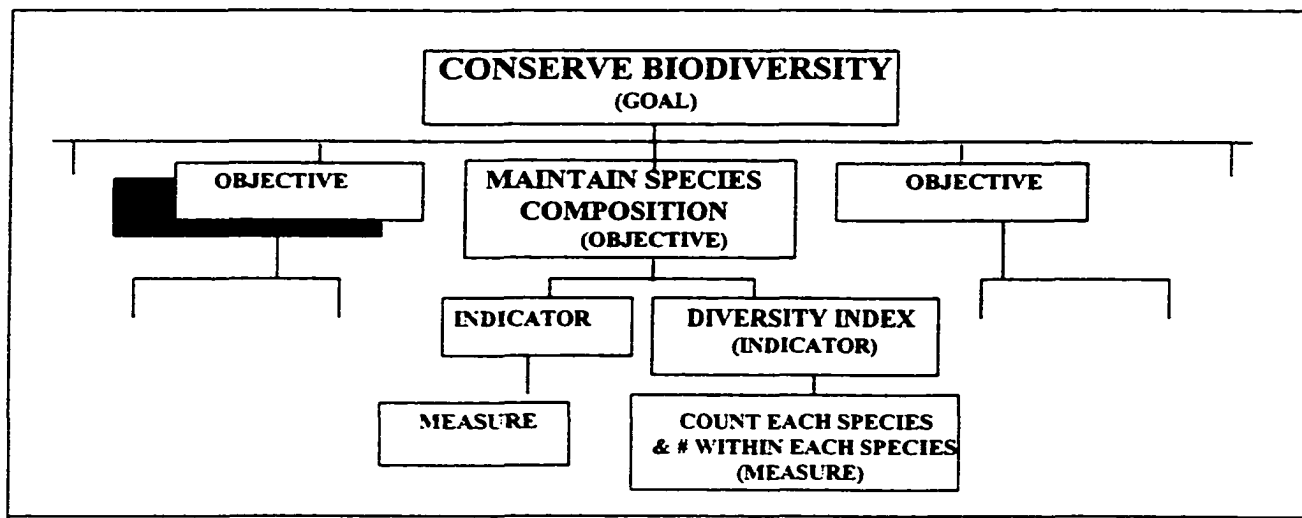 CONSERVE BIODIVERSITY
(GOAL)
OBJECTIVE
MAINTAIN SPECIES
COMPOSITION
(OBJECTIVE)
OBJECTIVE
INDICATOR
DIVERSITY INDEX
(INDICATOR)
MEASURE
COUNT EACH SPECIES
& # WITHIN EACH SPECIES
(MEASURE)